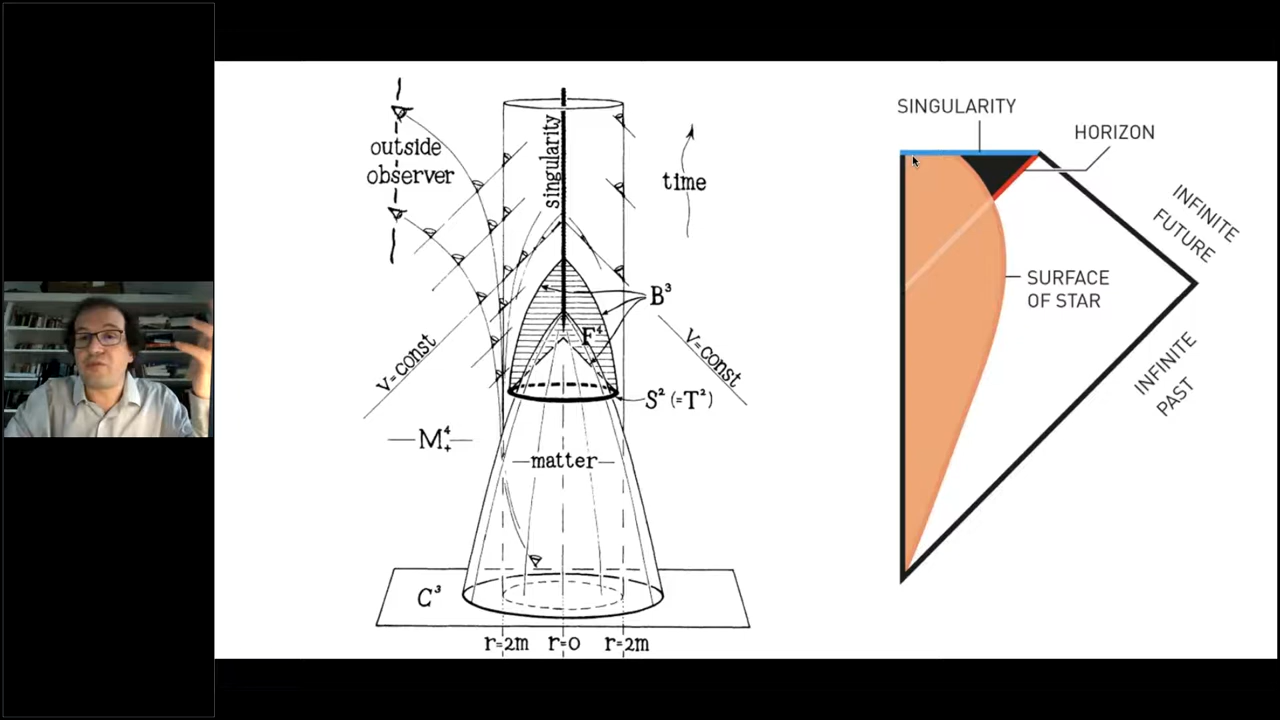 outside
observer
singularity
time
B³
F⁴
V=const
V=const
S² (=T²)
M⁴₊
matter
C³
r=2m r=0 r=2m
SINGULARITY
HORIZON
INFINITE
FUTURE
SURFACE
OF STAR
INFINITE
PAST